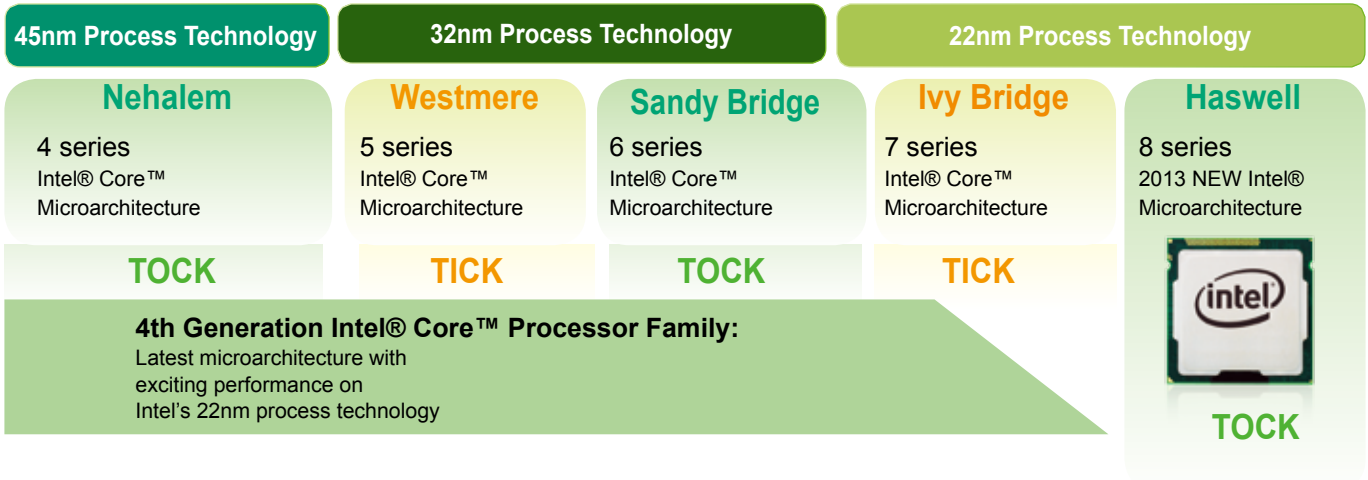 45nm Process Technology
32nm Process Technology
22nm Process Technology
Nehalem
4 series
Intel® Core™
Microarchitecture
TOCK
Westmere
5 series
Intel® Core™
Microarchitecture
TICK
Sandy Bridge
6 series
Intel® Core™
Microarchitecture
TOCK
Ivy Bridge
7 series
Intel® Core™
Microarchitecture
TICK
Haswell
8 series
2013 NEW Intel®
Microarchitecture
intel
TOCK
4th Generation Intel® Core™ Processor Family:
Latest microarchitecture with
exciting performance on
Intel’s 22nm process technology